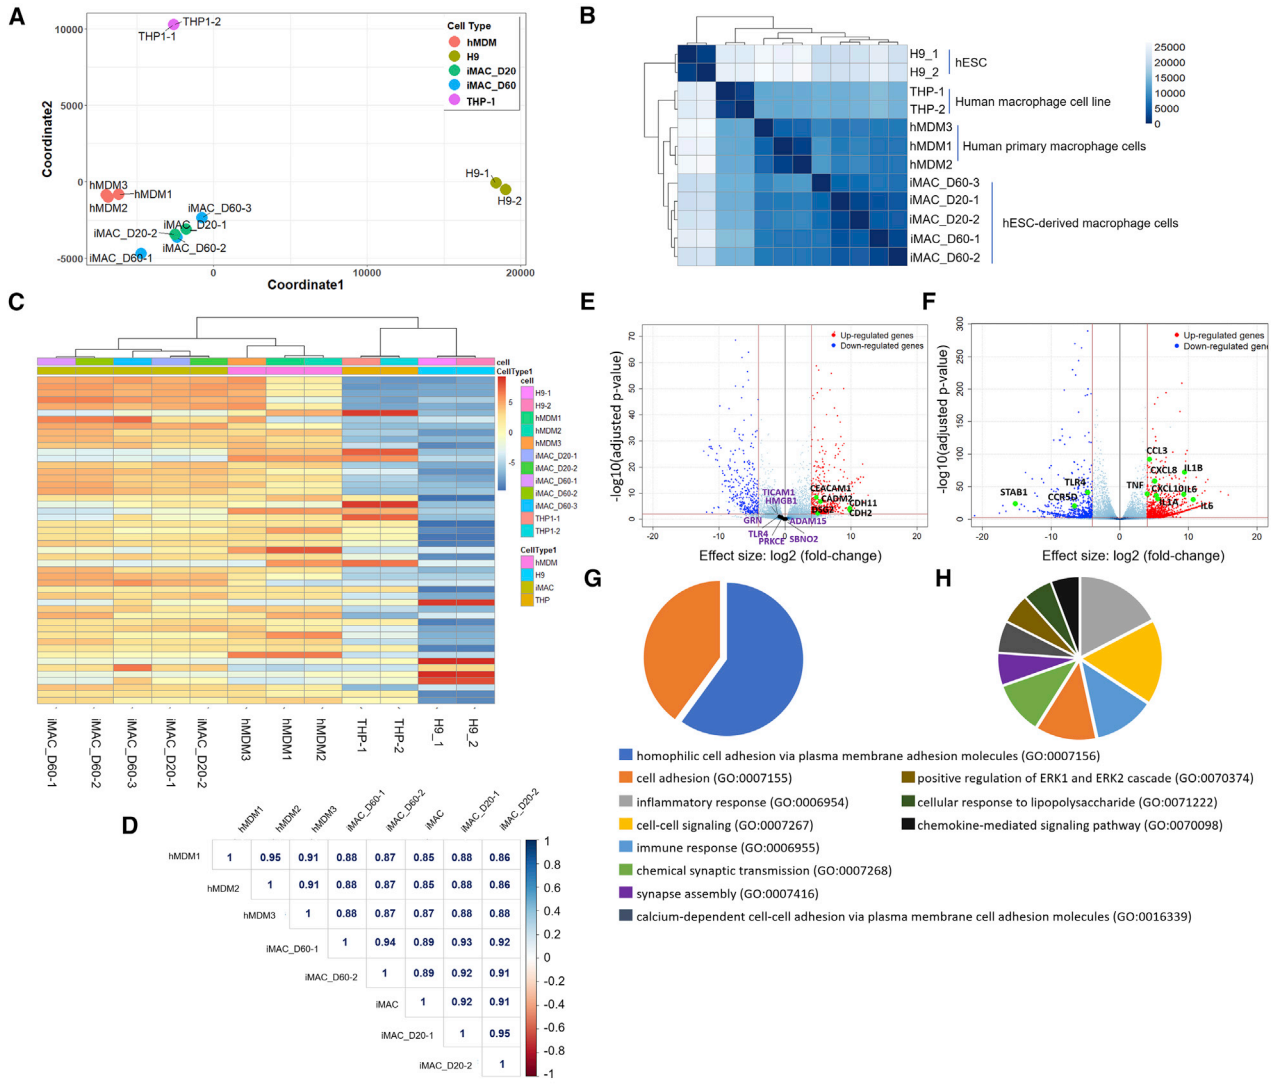 A
10000
5000
0
-5000
0
10000
20000
Coordinate2
Coordinate1
THP1-2
THP1-1
H9-1
H9-2
hMDM3
hMDM1
hMDM2
iMAC_D60-3
iMAC_D20-1
iMAC_D20-2
iMAC_D60-2
iMAC_D60-1
Cell Type
hMDM
H9
iMAC_D20
iMAC_D60
THP-1
B
H9_1
H9_2
THP-1
THP-2
hMDM3
hMDM1
hMDM2
iMAC_D60-3
iMAC_D20-1
iMAC_D20-2
iMAC_D60-1
iMAC_D60-2
hESC
Human macrophage cell line
Human primary macrophage cells
hESC-derived macrophage cells
25000
20000
15000
10000
5000
0
C
cell
CellType1
5
0
-5
cell
H9-1
H9-2
hMDM1
hMDM2
hMDM3
iMAC_D20-1
iMAC_D20-2
iMAC_D60-1
iMAC_D60-2
iMAC_D60-3
THP1-1
THP1-2
CellType1
hMDM
H9
iMAC
THP
iMAC_D60-1
iMAC_D60-2
iMAC_D60-3
iMAC_D20-1
iMAC_D20-2
hMDM3
hMDM1
hMDM2
THP-1
THP-2
H9_1
H9_2
D
hMDM1
hMDM2
hMDM3
iMAC_D60-1
iMAC_D60-2
iMAC
iMAC_D20-1
iMAC_D20-2
hMDM1 1 0.95 0.91 0.88 0.87 0.85 0.88 0.86
hMDM2 1 0.91 0.88 0.87 0.85 0.88 0.86
hMDM3 1 0.88 0.87 0.87 0.88 0.88
iMAC_D60-1 1 0.94 0.89 0.93 0.92
iMAC_D60-2 1 0.89 0.92 0.91
iMAC 1 0.92 0.91
iMAC_D20-1 1 0.95
iMAC_D20-2 1
1
0.8
0.6
0.4
0.2
0
-0.2
-0.4
-0.6
-0.8
-1
E
-log10(adjusted p-value)
70
60
50
40
30
20
10
0
-20
-10
0
10
20
Effect size: log2 (fold-change)
Up-regulated genes
Down-regulated genes
TICAM1
HMGB1
GRN
TLR4
PRKCE
ADAM15
SBNO2
CEACAM1
CADM2
CDH11
CDH2
F
-log10(adjusted p-value)
300
250
200
150
100
50
0
-20
-10
0
10
20
Effect size: log2 (fold-change)
Up-regulated genes
Down-regulated genes
STAB1
CCR5D
TLR4
TNF
CCL3
CXCL8
IL1B
CXCL10
IL6
IL1A
IL6
G
H
homophilic cell adhesion via plasma membrane adhesion molecules (GO:0007156)
cell adhesion (GO:0007155)
inflammatory response (GO:0006954)
cell-cell signaling (GO:0007267)
immune response (GO:0006955)
chemical synaptic transmission (GO:0007268)
synapse assembly (GO:0007416)
calcium-dependent cell-cell adhesion via plasma membrane cell adhesion molecules (GO:0016339)
positive regulation of ERK1 and ERK2 cascade (GO:0070374)
cellular response to lipopolysaccharide (GO:0071222)
chemokine-mediated signaling pathway (GO:0070098)